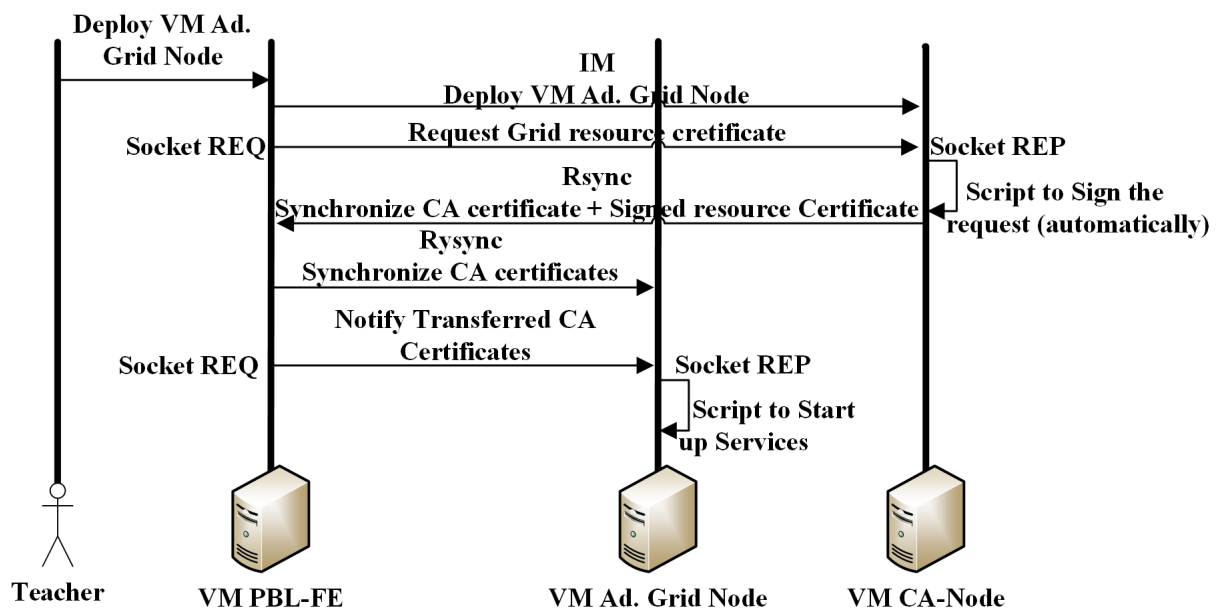 Deploy VM Ad.
Grid Node
IM
Deploy VM Ad. Grid Node
Socket REQ
Request Grid resource cretificate
Socket REP
Rsync
Script to Sign the
request (automatically)
Synchronize CA certificate + Signed resource Certificate
Rysync
Synchronize CA certificates
Notify Transferred CA
Certificates
Socket REQ
Socket REP
Script to Start
up Services
Teacher
VM PBL-FE
VM Ad. Grid Node
VM CA-Node